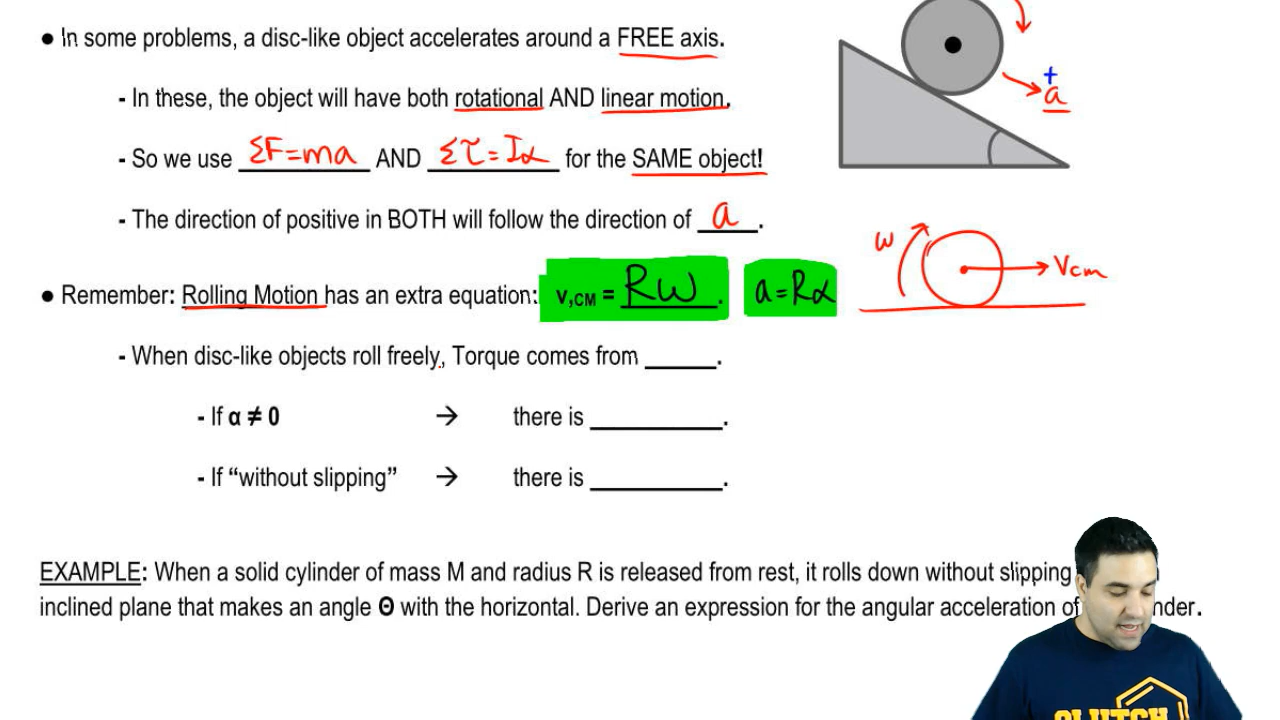 ● In some problems, a disc-like object accelerates around a FREE axis.
- In these, the object will have both rotational AND linear motion.
- So we use ΣF=ma AND Στ=Iα for the SAME object!
- The direction of positive in BOTH will follow the direction of a.
+
a
ω
Vcm
● Remember: Rolling Motion has an extra equation: v,CM = Rω. a=Rα
- When disc-like objects roll freely, Torque comes from ______.
- If α ≠ 0 → there is ___________.
- If “without slipping” → there is ___________.
EXAMPLE: When a solid cylinder of mass M and radius R is released from rest, it rolls down without slipping
inclined plane that makes an angle Θ with the horizontal. Derive an expression for the angular acceleration of
CLUTCH